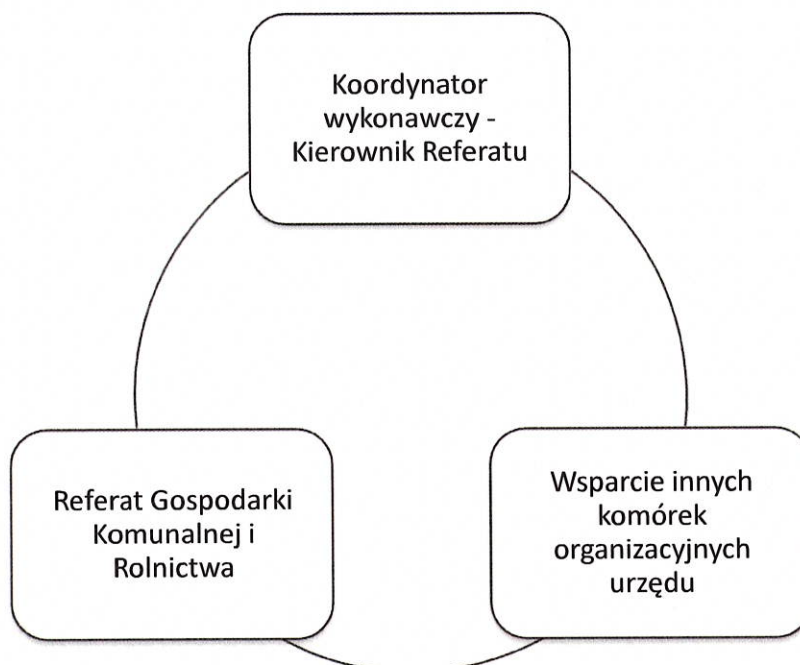 Koordynator
wykonawczy -
Kierownik Referatu
Referat Gospodarki
Komunalnej i
Rolnictwa
Wsparcie innych
komórek
organizacyjnych
urzędu